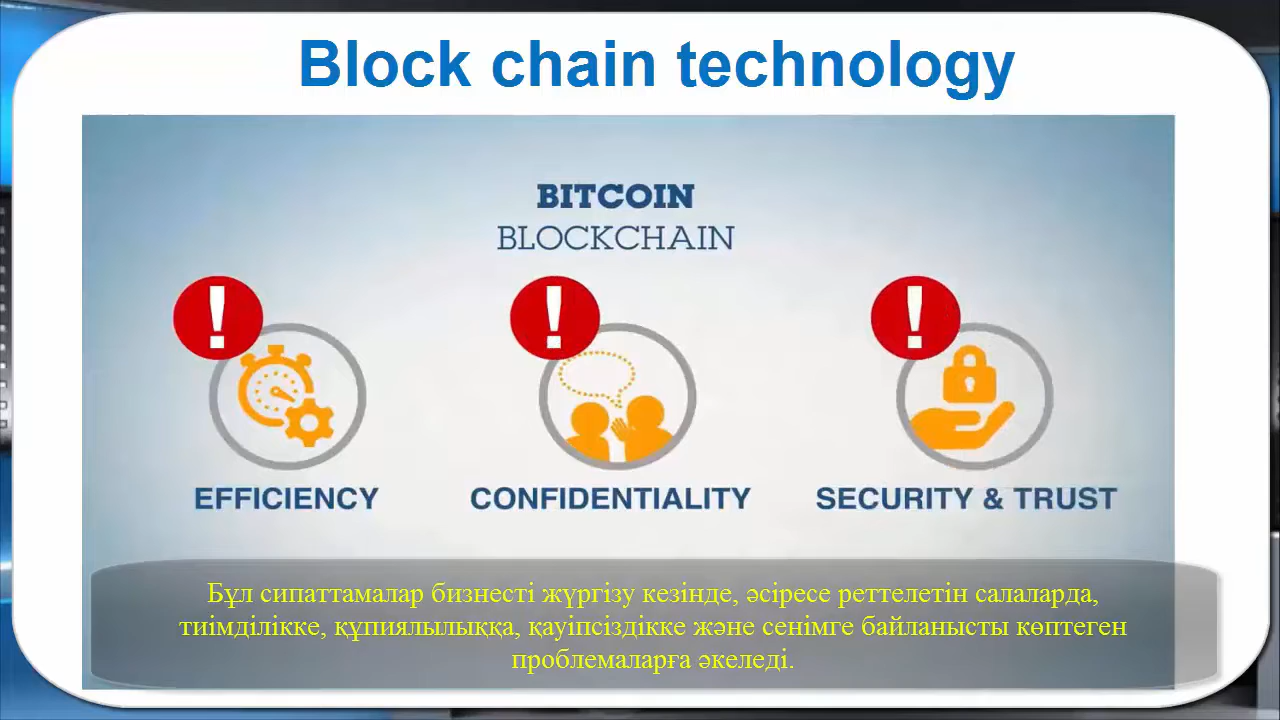 Block chain technology
BITCOIN
BLOCKCHAIN
EFFICIENCY
CONFIDENTIALITY
SECURITY & TRUST
Бұл сипаттамалар бизнесті жүргізу кезінде, әсіресе реттелетін салаларда,
тиімділікке, құпиялылыққа, қауіпсіздікке және сенімге байланысты көптеген
проблемаларға әкеледі.